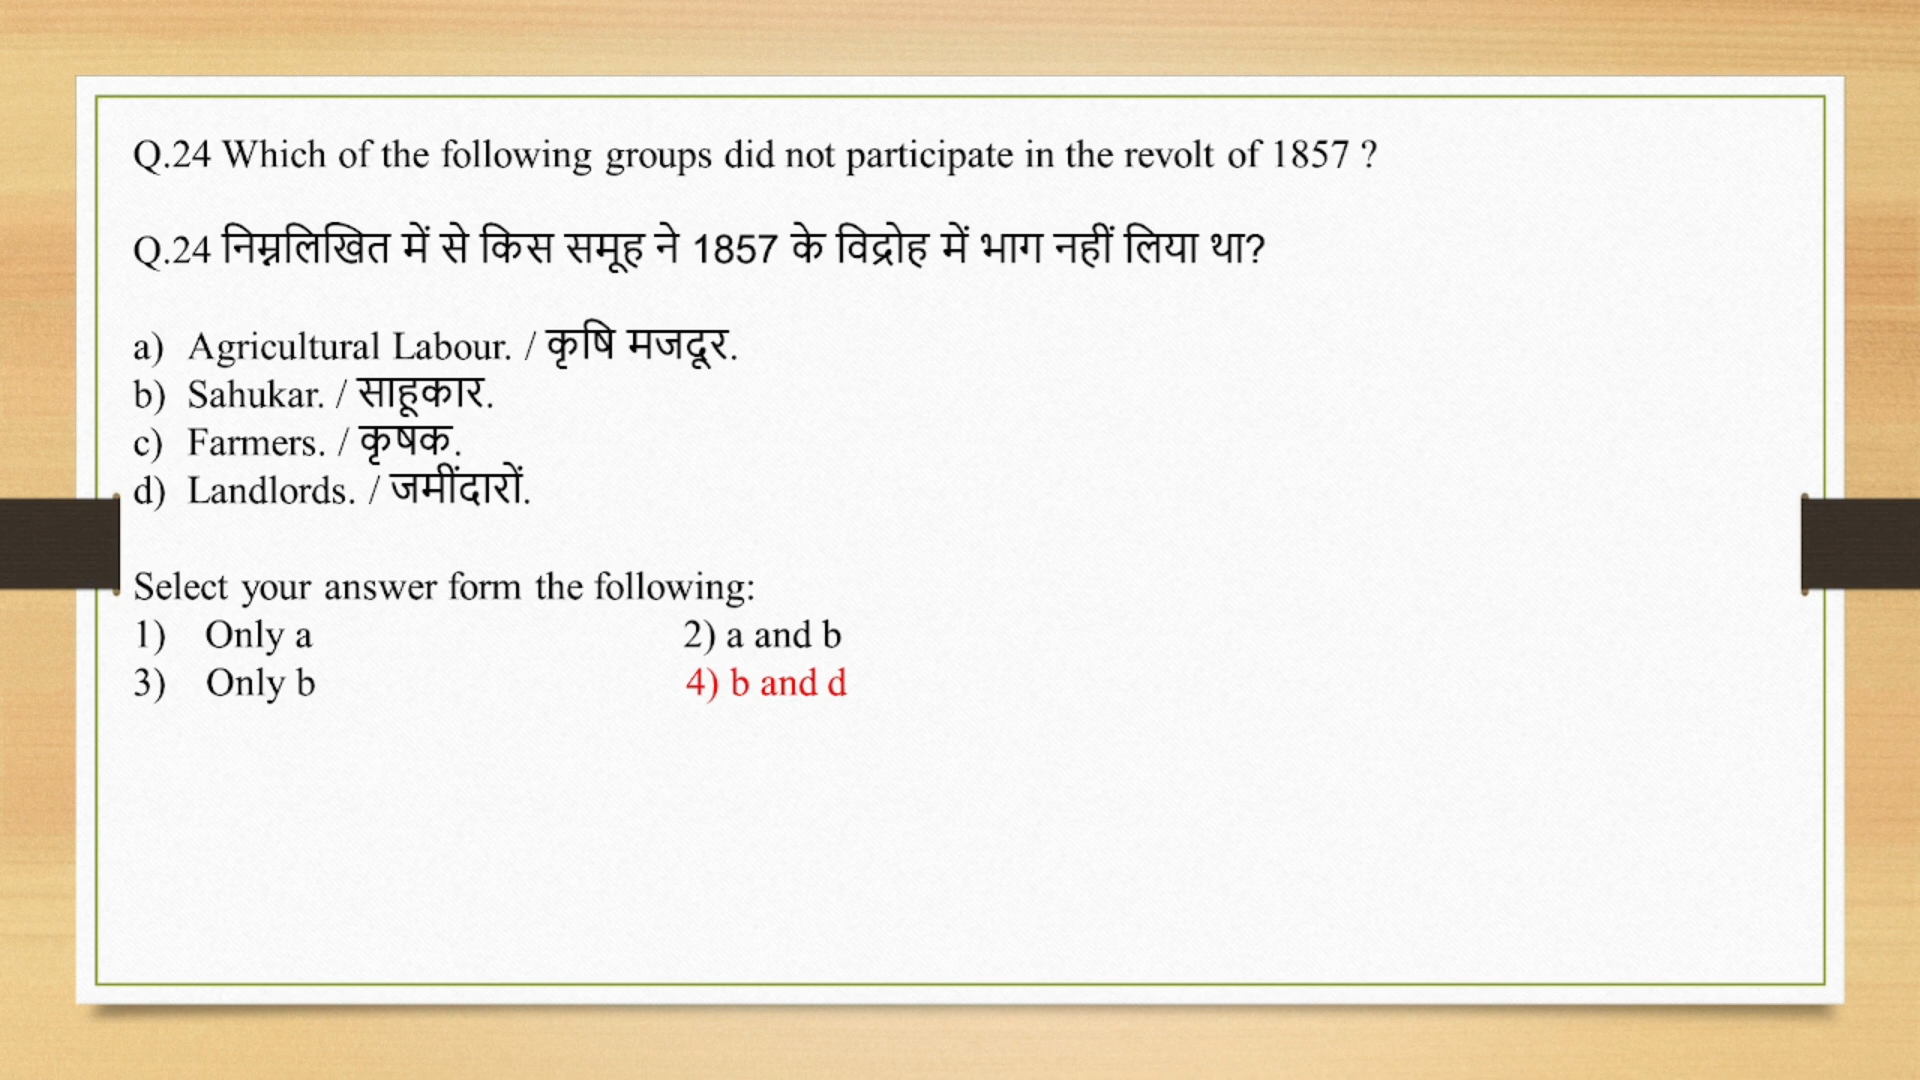 Q.24 Which of the following groups did not participate in the revolt of 1857 ?
Q.24 निम्नलिखित में से किस समूह ने 1857 के विद्रोह में भाग नहीं लिया था?
a) Agricultural Labour. / कृषि मजदूर.
b) Sahukar. / साहूकार.
c) Farmers. / कृषक.
d) Landlords. / जमींदारों.
Select your answer form the following:
1) Only a 2) a and b
3) Only b 4) b and d